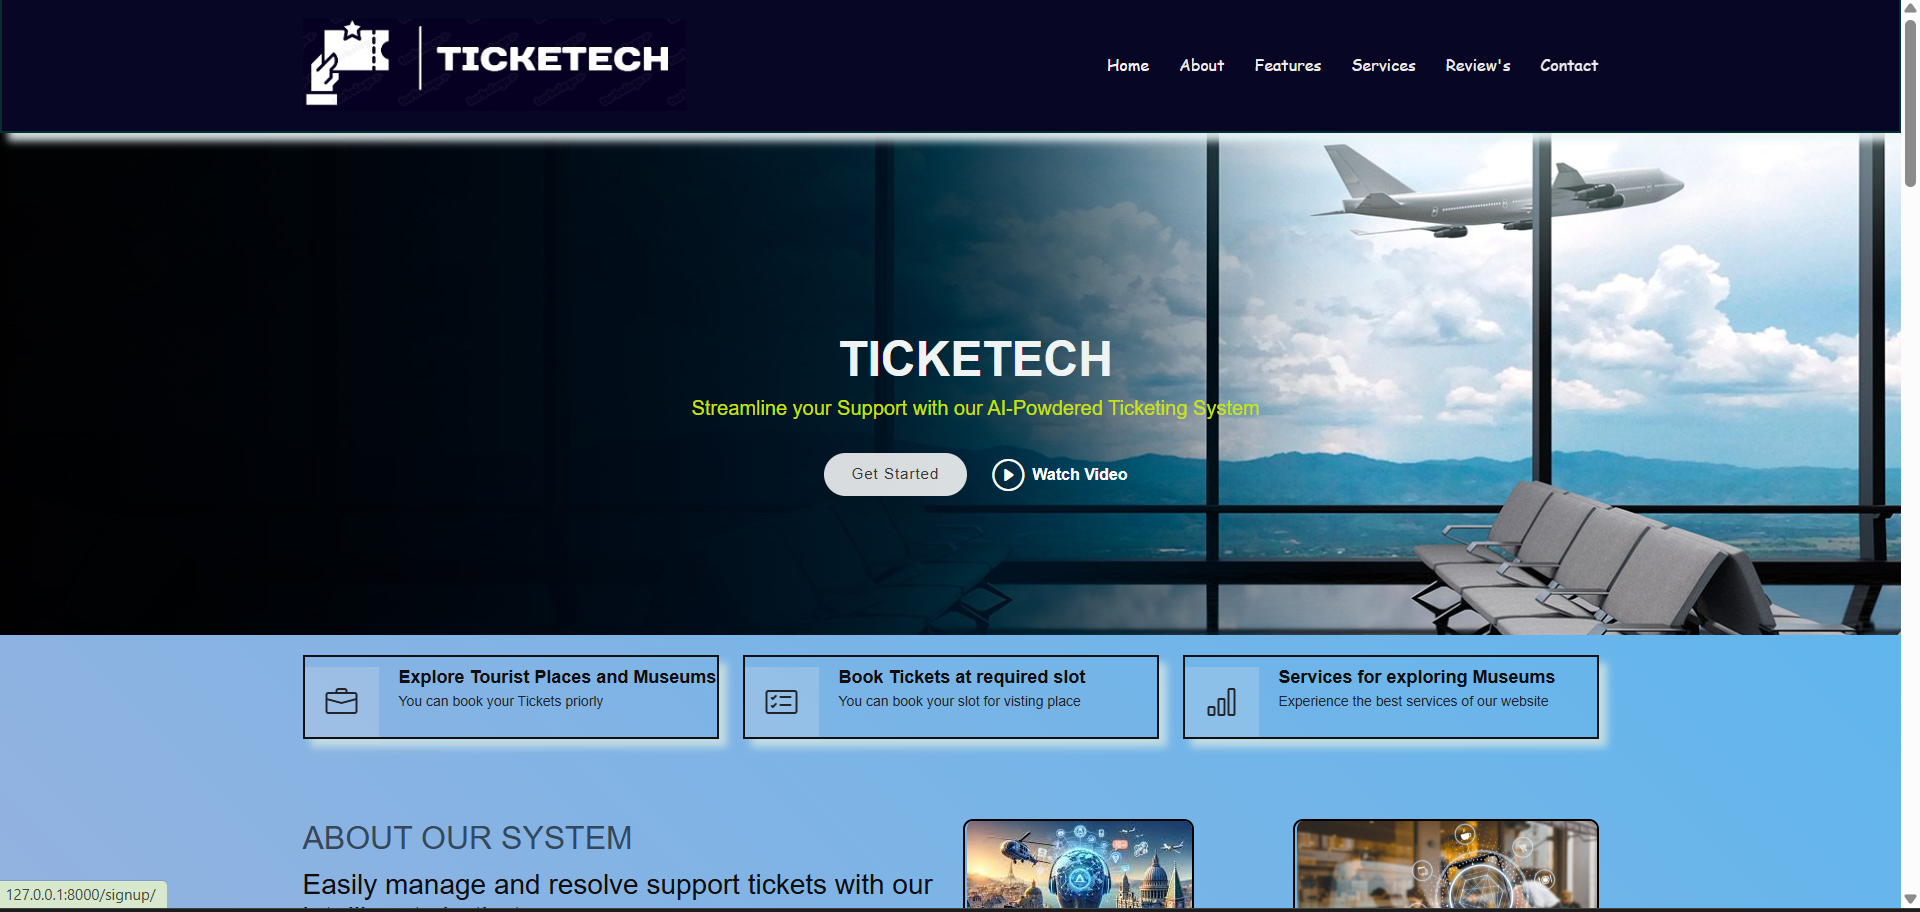 TICKETECH
Home About Features Services Review's Contact
TICKETECH
Streamline your Support with our AI-Powdered Ticketing System
Get Started
Watch Video
Explore Tourist Places and Museums
You can book your Tickets priorly
Book Tickets at required slot
You can book your slot for visting place
Services for exploring Museums
Experience the best services of our website
ABOUT OUR SYSTEM
Easily manage and resolve support tickets with our
127.0.0.1:8000/signup/